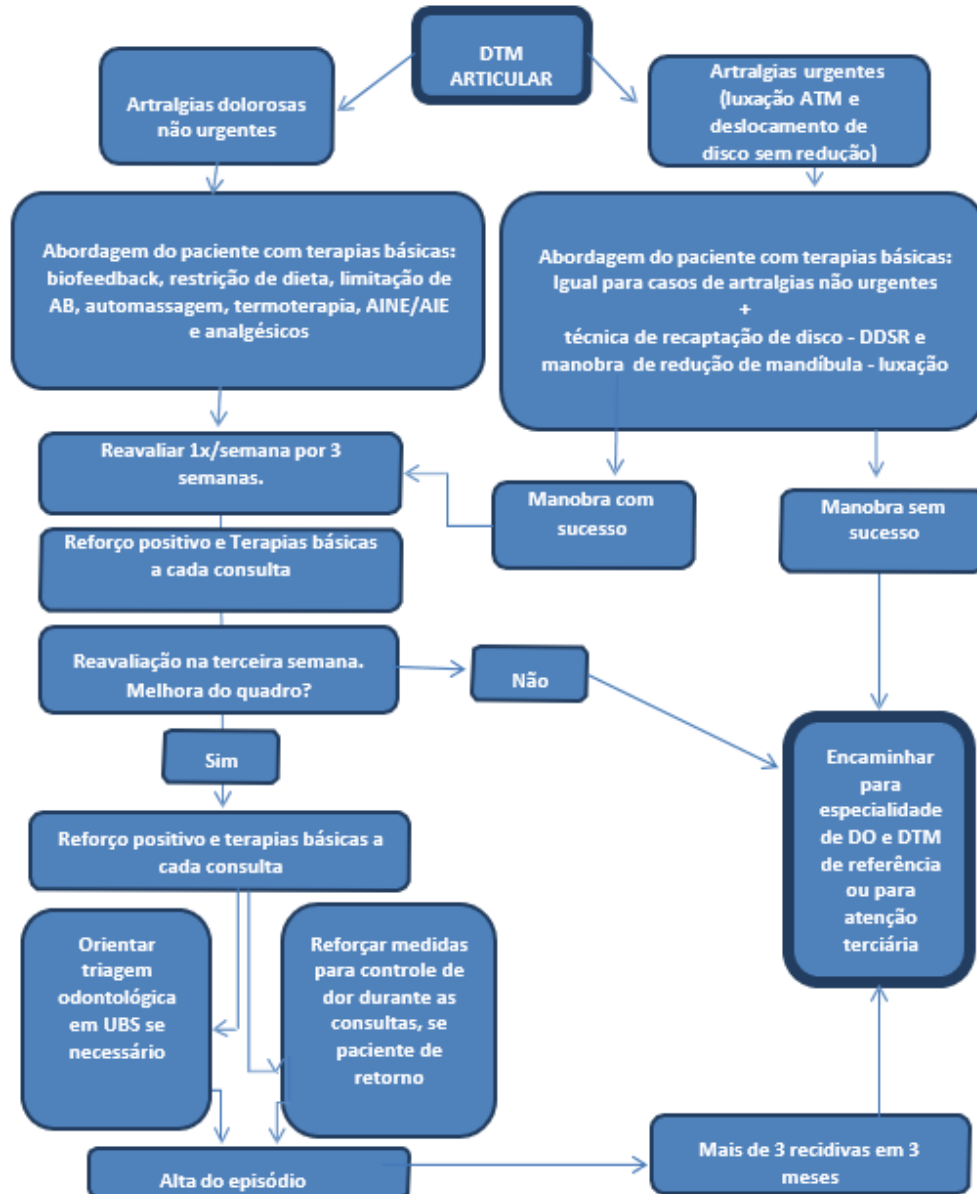 DTM
ARTICULAR
Artralgias dolorosas
não urgentes
Artralgias urgentes
(luxação ATM e
deslocamento de
disco sem redução)
Abordagem do paciente com terapias básicas:
biofeedback, restrição de dieta, limitação de
AB, automassagem, termoterapia, AINE/AIE
e analgésicos
Abordagem do paciente com terapias básicas:
Igual para casos de artralgias não urgentes
+
técnica de recaptação de disco - DDSR e
manobra de redução de mandíbula - luxação
Reavaliar 1x/semana por 3
semanas.
Manobra com
sucesso
Manobra sem
sucesso
Reforço positivo e Terapias básicas
a cada consulta
Reavaliação na terceira semana.
Melhora do quadro?
Não
Sim
Encaminhar
para
especialidade
de DO e DTM
de referência
ou para
atenção
terciária
Reforço positivo e terapias básicas a
cada consulta
Orientar
triagem
odontológica
em UBS se
necessário
Reforçar medidas
para controle de
dor durante as
consultas, se
paciente de
retorno
Mais de 3 recidivas em 3
meses
Alta do episódio